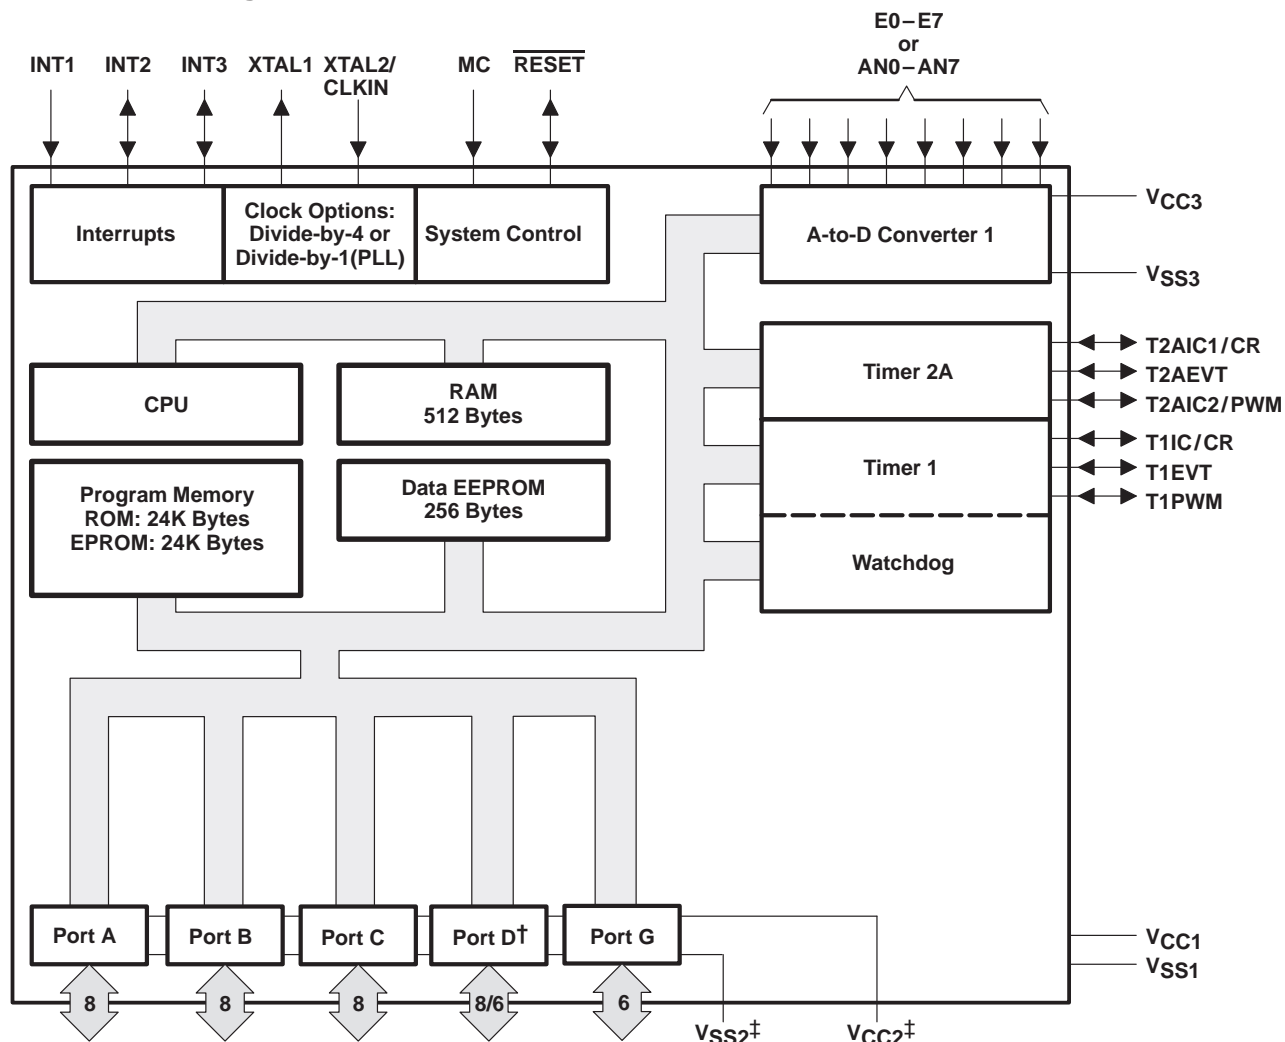 E0–E7
or
AN0–AN7
INT1 INT2 INT3 XTAL1 XTAL2/
CLKIN
MC RESET
Interrupts
Clock Options:
Divide-by-4 or
Divide-by-1(PLL)
System Control
A-to-D Converter 1
VCC3
VSS3
CPU
RAM
512 Bytes
Timer 2A
T2AIC1/CR
T2AEVT
T2AIC2/PWM
Program Memory
ROM: 24K Bytes
EPROM: 24K Bytes
Data EEPROM
256 Bytes
Timer 1
T1IC/CR
T1EVT
T1PWM
Watchdog
Port A
Port B
Port C
Port D†
Port G
VCC1
VSS1
8
8
8
8/6
6
VSS2‡
VCC2‡